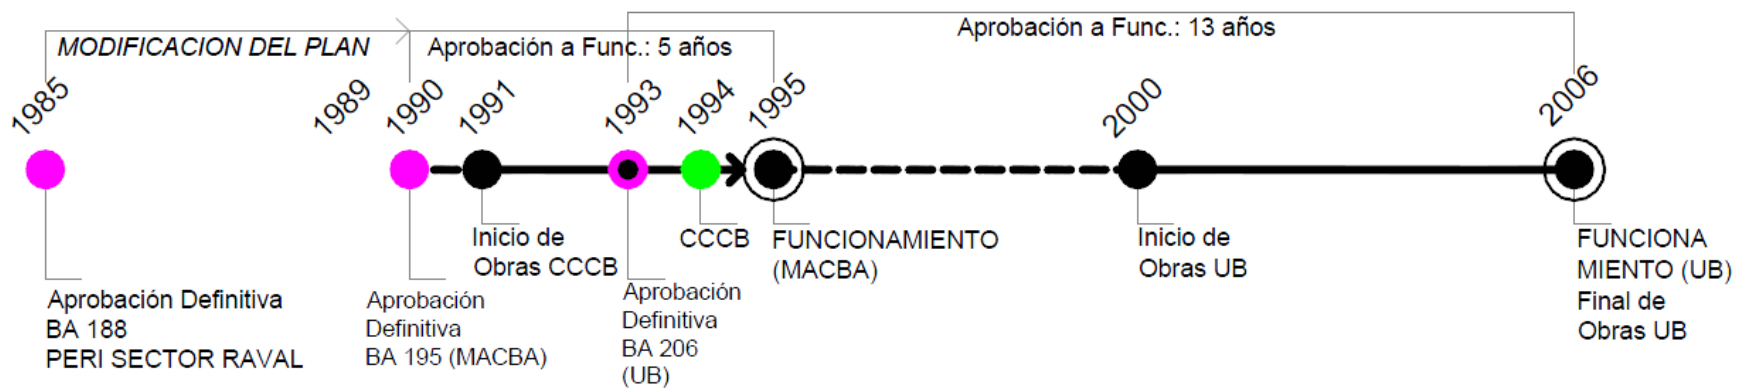 Aprobación a Func.: 13 años
MODIFICACION DEL PLAN
Aprobación a Func.: 5 años
1985
1989
1990
1991
1993
1994
1995
2000
2006
Inicio de
Obras CCCB
CCCB
FUNCIONAMIENTO
(MACBA)
Inicio de
Obras UB
FUNCIONA
MIENTO (UB)
Final de
Obras UB
Aprobación Definitiva
BA 188
PERI SECTOR RAVAL
Aprobación
Definitiva
BA 195 (MACBA)
Aprobación
Definitiva
BA 206
(UB)